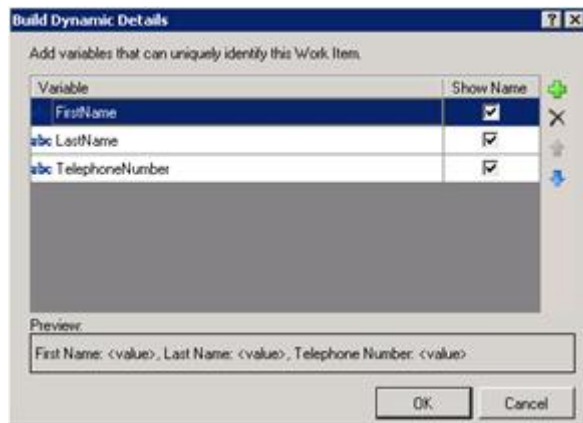 Build Dynamic Details
Add variables that can uniquely identify this Work Item.
Variable Show Name
FirstName
abc LastName
abc TelephoneNumber
Preview:
First Name: <value>, Last Name: <value>, Telephone Number: <value>
OK Cancel